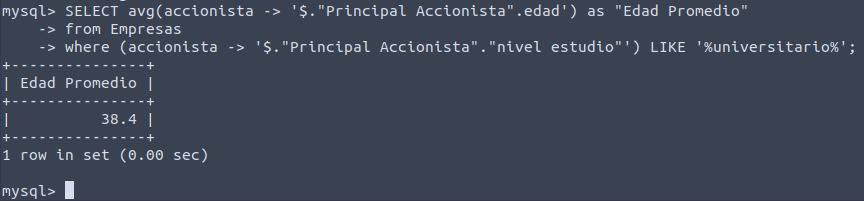 mysql> SELECT avg(accionista -> '$."Principal Accionista".edad') as "Edad Promedio"
    -> from Empresas
    -> where (accionista -> '$."Principal Accionista"."nivel estudio"') LIKE '%universitario%';
+---------------+
| Edad Promedio |
+---------------+
|          38.4 |
+---------------+
1 row in set (0.00 sec)

mysql>